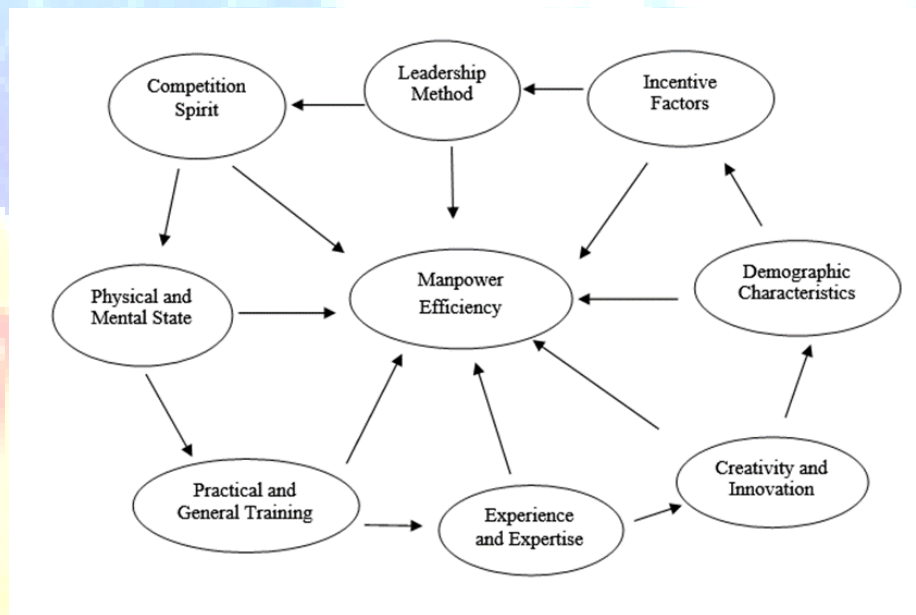 Leadership
Method
Incentive
Factors
Competition
Spirit
Manpower
Efficiency
Demographic
Characteristics
Physical and
Mental State
Practical and
General Training
Experience
and Expertise
Creativity and
Innovation